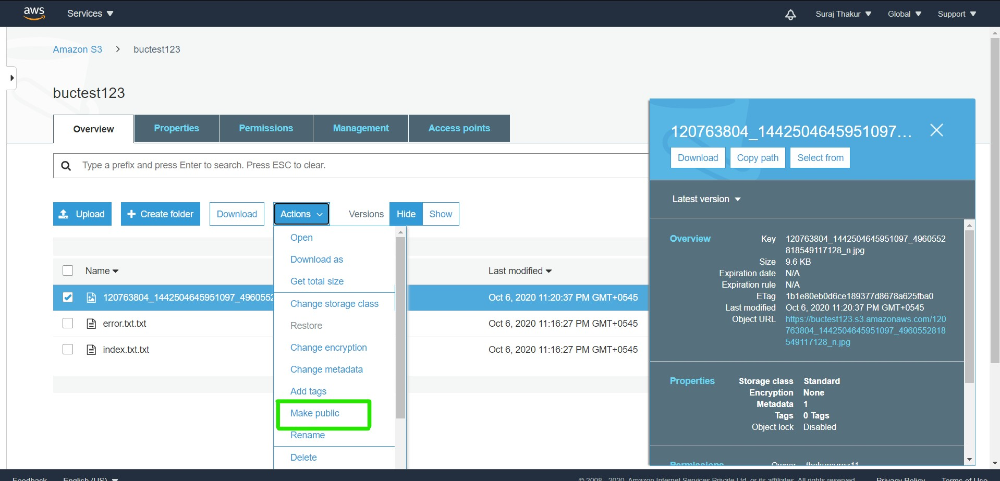 aws Services Suraj Thakur Global Support
Amazon S3 > buctest123
buctest123
Overview Properties Permissions Management Access points
Type a prefix and press Enter to search. Press ESC to clear.
Upload Create folder Download Actions Versions Hide Show
Open
Download as
Get total size
Change storage class
Restore
Change encryption
Change metadata
Add tags
Make public
Rename
Delete
Name Last modified
120763804_1442504645951097_4960552 Oct 6, 2020 11:20:37 PM GMT+0545
error.txt.txt Oct 6, 2020 11:16:27 PM GMT+0545
index.txt.txt Oct 6, 2020 11:16:27 PM GMT+0545
120763804_1442504645951097...
Download Copy path Select from
Latest version
Overview Key 120763804_1442504645951097_4960552
818549117128_n.jpg
Size 9.6 KB
Expiration date N/A
Expiration rule N/A
ETag 1b1e80eb0d6ce189377d8678a625fba0
Last modified Oct 6, 2020 11:20:37 PM GMT+0545
Object URL https://buctest123.s3.amazonaws.com/120
763804_1442504645951097_4960552818
549117128_n.jpg
Properties Storage class Standard
Encryption None
Metadata 1
Tags 0 Tags
Object lock Disabled
Permissions Owner thakursuraz11
Feedback English (US) © 2008 - 2020, Amazon Internet Services Private Ltd. or its affiliates. All rights reserved. Privacy Policy Terms of Use